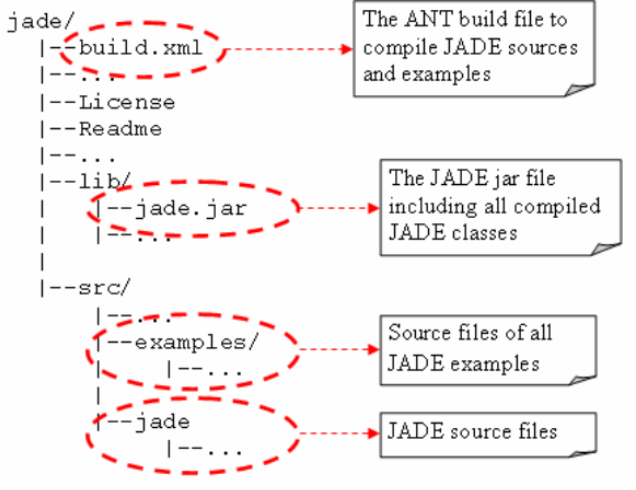 jade/
|--build.xml
|--...
|--License
|--Readme
|--...
|--lib/
|--jade.jar
|--...
|
|--src/
|--...
|--examples/
|--...
|
|--jade
|--...
The ANT build file to
compile JADE sources
and examples
The JADE jar file
including all compiled
JADE classes
Source files of all
JADE examples
JADE source files